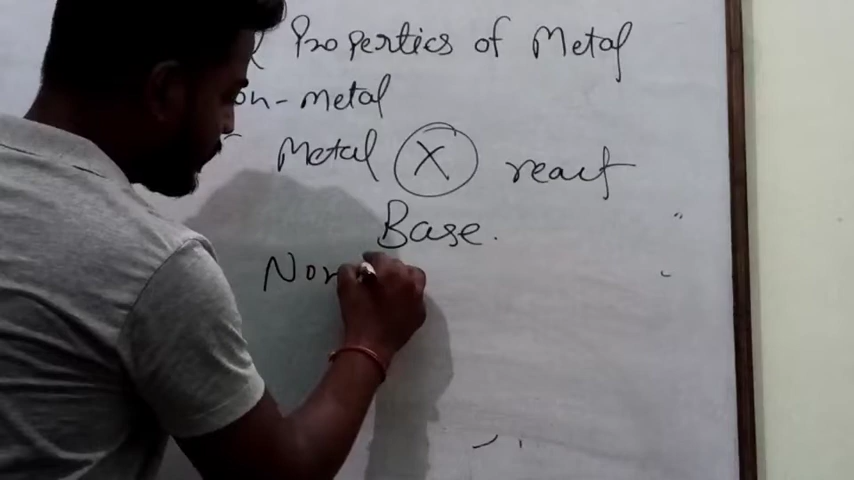 Properties of Metal
on-metal
Metal X react
Base.
Non